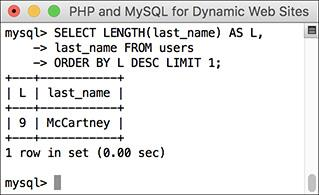 PHP and MySQL for Dynamic Web Sites
mysql> SELECT LENGTH(last_name) AS L,
    -> last_name FROM users
    -> ORDER BY L DESC LIMIT 1;
+---+-----------+
| L | last_name |
+---+-----------+
| 9 | McCartney |
+---+-----------+
1 row in set (0.00 sec)
mysql>